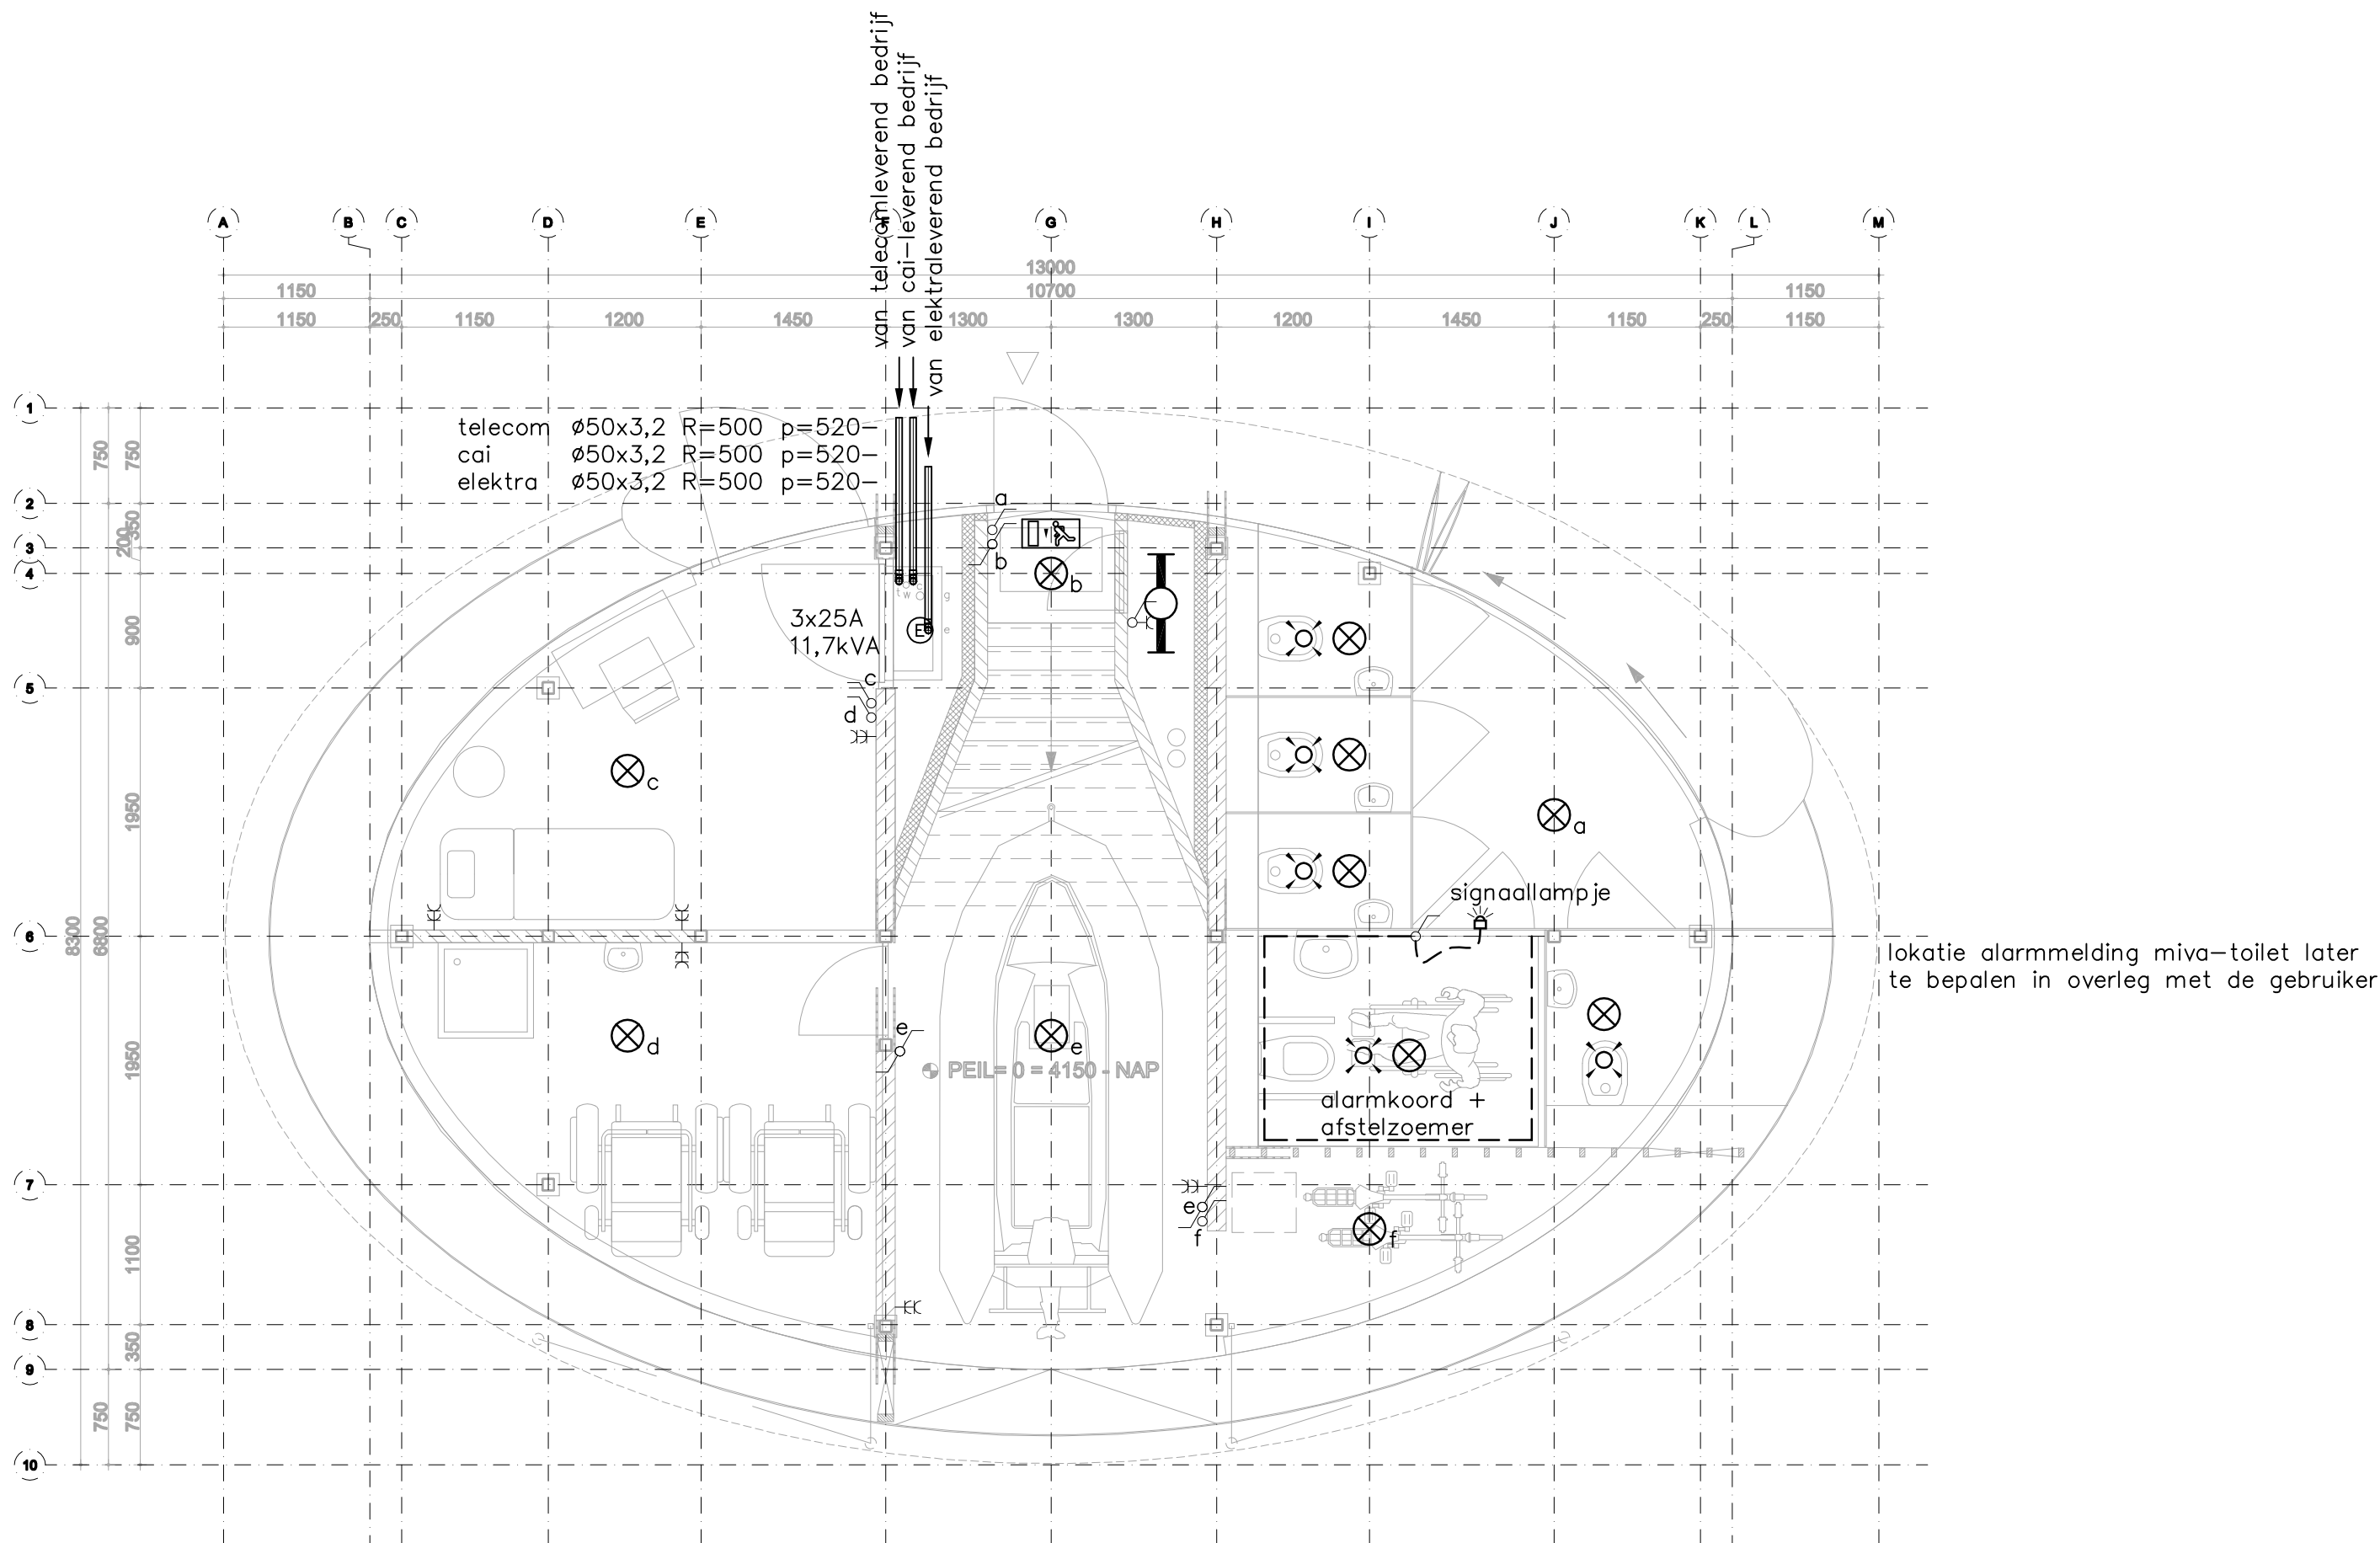 van telecomleverend bedrijf
van cai-leverend bedrijf
van elektraleverend bedrijf
A B C D E F G H I J K L M
13000
1150 10700 1150
1150 250 1150 1200 1450 1300 1300 1200 1450 1150 250 1150
1
telecom ø50x3,2 R=500 p=520-
cai ø50x3,2 R=500 p=520-
elektra ø50x3,2 R=500 p=520-
750 750
2
a
350
200
3
b
4
b
t w g
3x25A
E e
11,7kVA
900
5
c
d
c
1950
a
signaallampje
6
8300 6800
lokatie alarmmelding miva-toilet later
te bepalen in overleg met de gebruiker
e
d
e
PEIL= 0 = 4150 - NAP
1950
alarmkoord +
afstelzoemer
7
e
f
f
1100
8
350
9
750 750
10